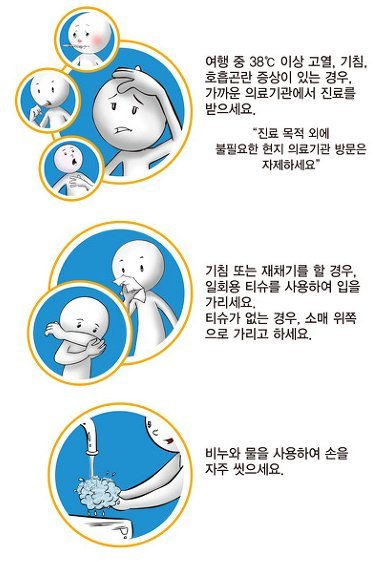 여행 중 38℃ 이상 고열, 기침,
호흡곤란 증상이 있는 경우,
가까운 의료기관에서 진료를
받으세요.
“진료 목적 외에
불필요한 현지 의료기관 방문은
자제하세요”
기침 또는 재채기를 할 경우,
일회용 티슈를 사용하여 입을
가리세요.
티슈가 없는 경우, 소매 위쪽
으로 가리고 하세요.
비누와 물을 사용하여 손을
자주 씻으세요.